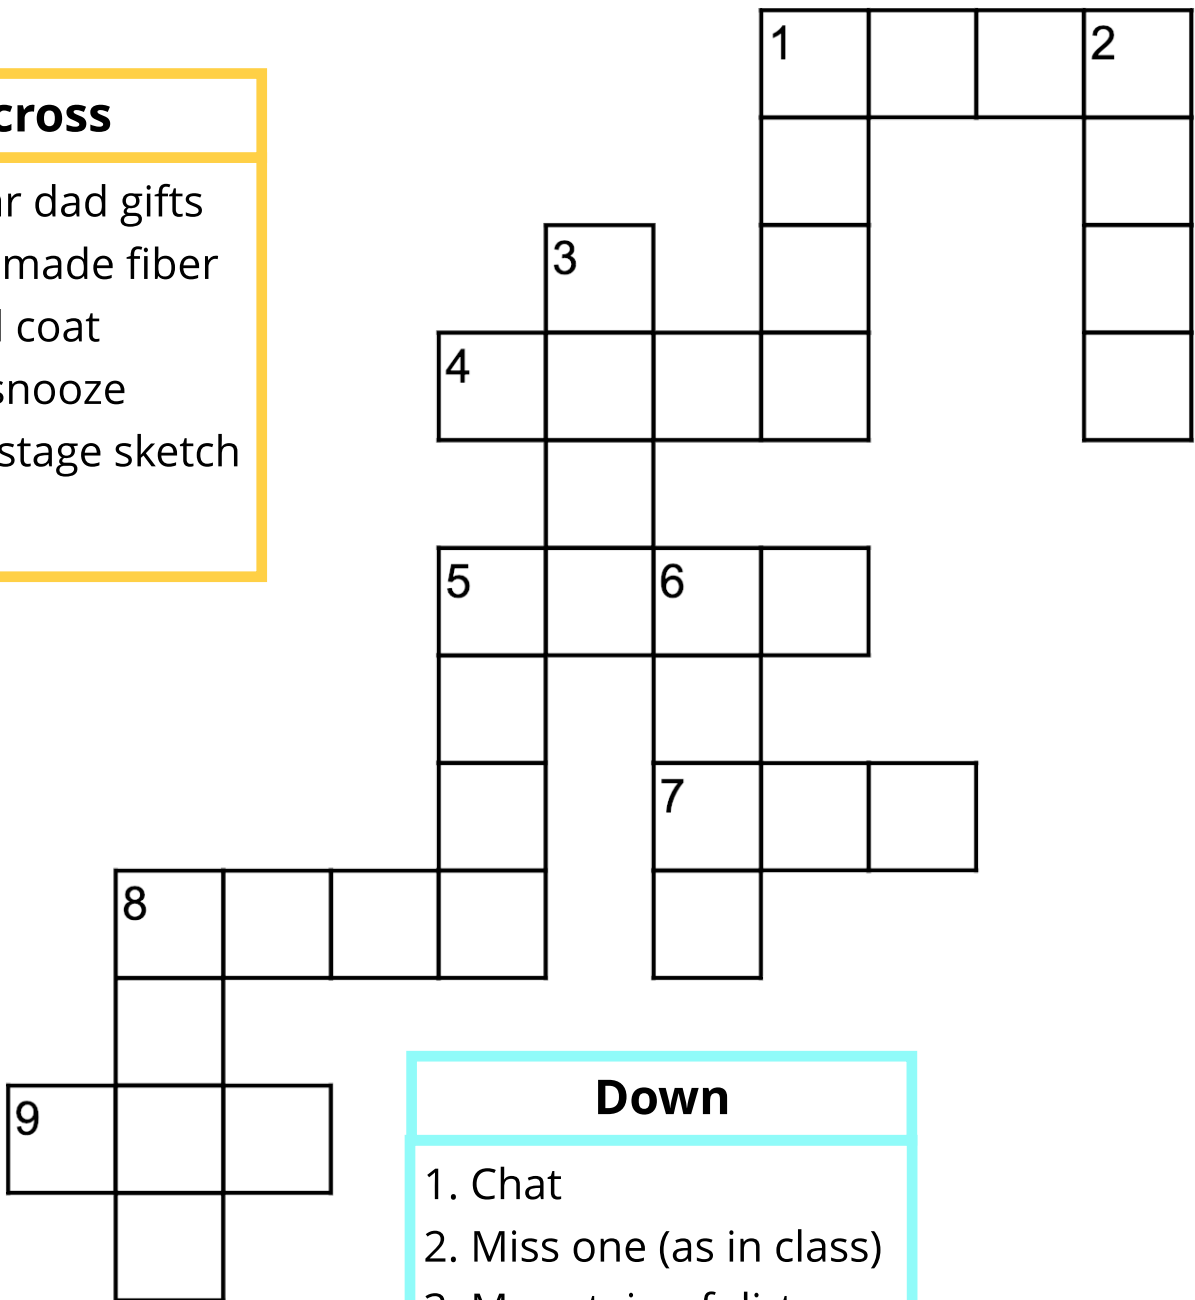 1 2
cross
dad gifts
3
made fiber
coat
4
snooze
stage sketch
5 6
7
8
9
Down
1. Chat
2. Miss one (as in class)